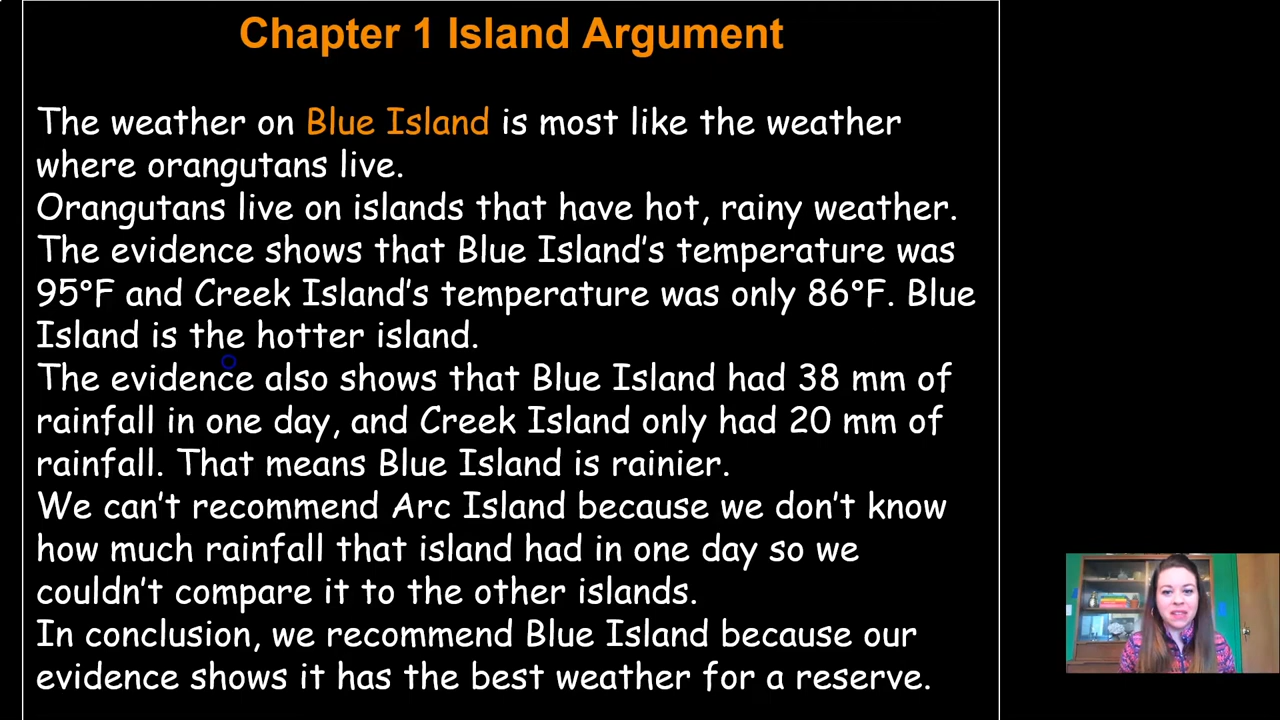 Chapter 1 Island Argument
The weather on Blue Island is most like the weather
where orangutans live.
Orangutans live on islands that have hot, rainy weather.
The evidence shows that Blue Island’s temperature was
95°F and Creek Island’s temperature was only 86°F. Blue
Island is the hotter island.
The evidence also shows that Blue Island had 38 mm of
rainfall in one day, and Creek Island only had 20 mm of
rainfall. That means Blue Island is rainier.
We can’t recommend Arc Island because we don’t know
how much rainfall that island had in one day so we
couldn’t compare it to the other islands.
In conclusion, we recommend Blue Island because our
evidence shows it has the best weather for a reserve.